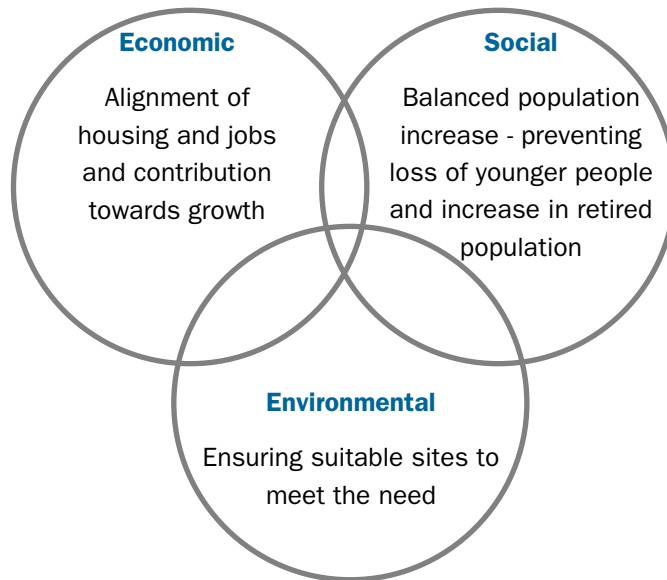 Economic
Alignment of
housing and jobs
and contribution
towards growth
Social
Balanced population
increase - preventing
loss of younger people
and increase in retired
population
Environmental
Ensuring suitable sites to
meet the need